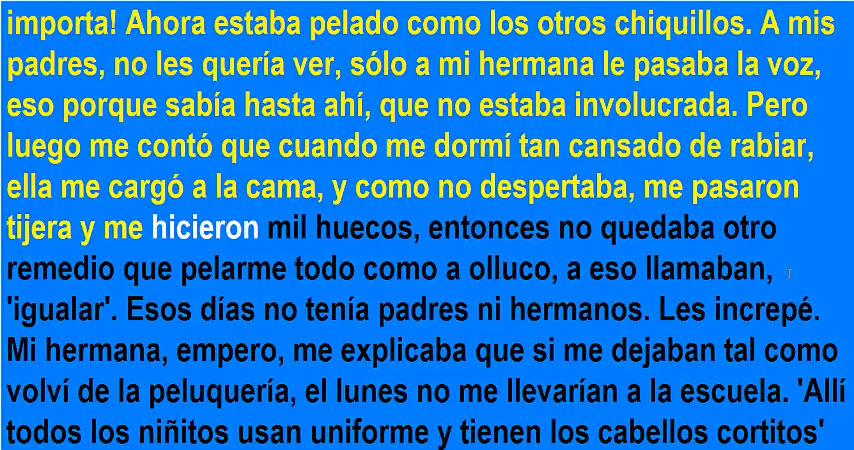 importa! Ahora estaba pelado como los otros chiquillos. A mis
padres, no les quería ver, sólo a mi hermana le pasaba la voz,
eso porque sabía hasta ahí, que no estaba involucrada. Pero
luego me contó que cuando me dormí tan cansado de rabiar,
ella me cargó a la cama, y como no despertaba, me pasaron
tijera y me hicieron mil huecos, entonces no quedaba otro
remedio que pelarme todo como a olluco, a eso llamaban,
'igualar'. Esos días no tenía padres ni hermanos. Les increpé.
Mi hermana, empero, me explicaba que si me dejaban tal como
volví de la peluquería, el lunes no me llevarían a la escuela. 'Allí
todos los niñitos usan uniforme y tienen los cabellos cortitos'